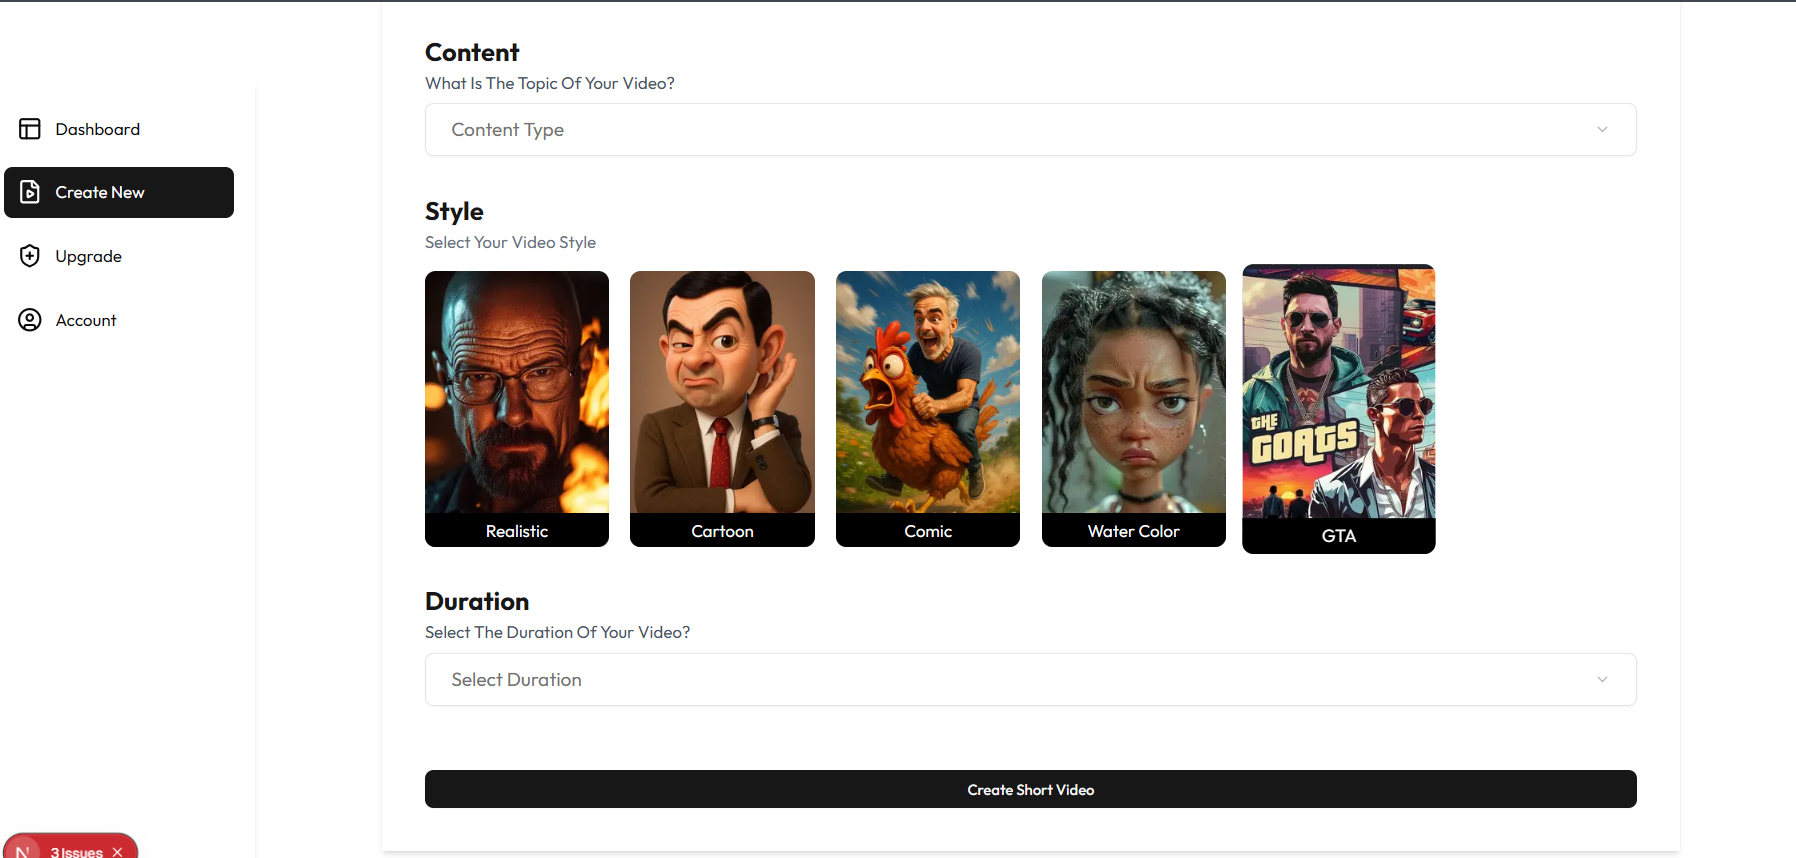 Dashboard
Create New
Upgrade
Account
Content
What Is The Topic Of Your Video?
Content Type
Style
Select Your Video Style
THE
GOATS
Realistic
Cartoon
Comic
Water Color
GTA
Duration
Select The Duration Of Your Video?
Select Duration
Create Short Video
N
3 Issues